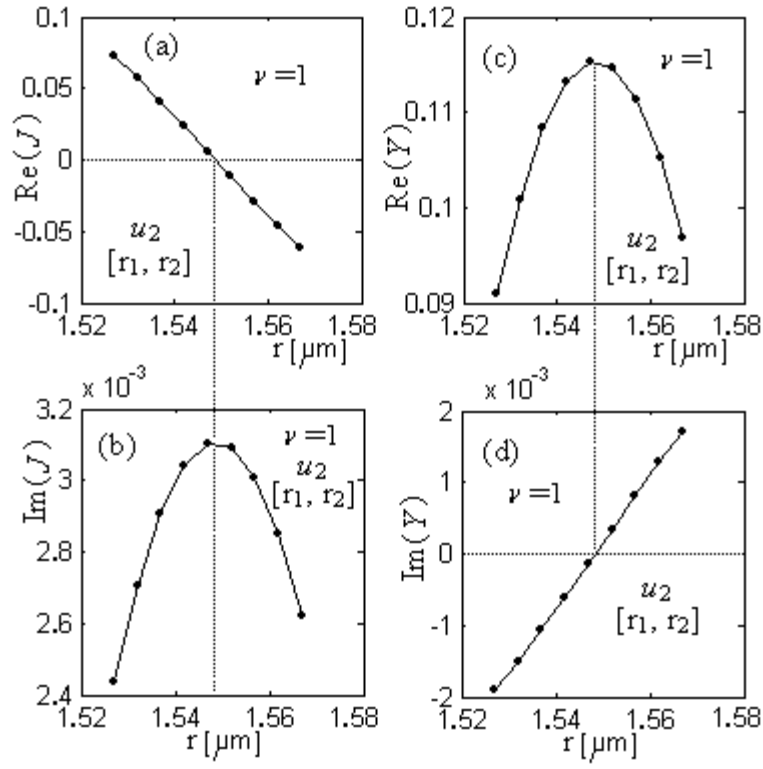 (a)
ν = 1
Re(J)
0.1
0.05
0
-0.05
-0.1
u2
[r1, r2]
1.52 1.54 1.56 1.58
r [µm]
(c)
ν = 1
Re(Y)
0.12
0.11
0.1
0.09
u2
[r1, r2]
1.52 1.54 1.56 1.58
r [µm]
x 10-3
(b)
ν = 1
u2
[r1, r2]
Im(J)
3.2
3
2.8
2.6
2.4
1.52 1.54 1.56 1.58
r [µm]
x 10-3
(d)
ν = 1
Im(Y)
2
1
0
-1
-2
u2
[r1, r2]
1.52 1.54 1.56 1.58
r [µm]